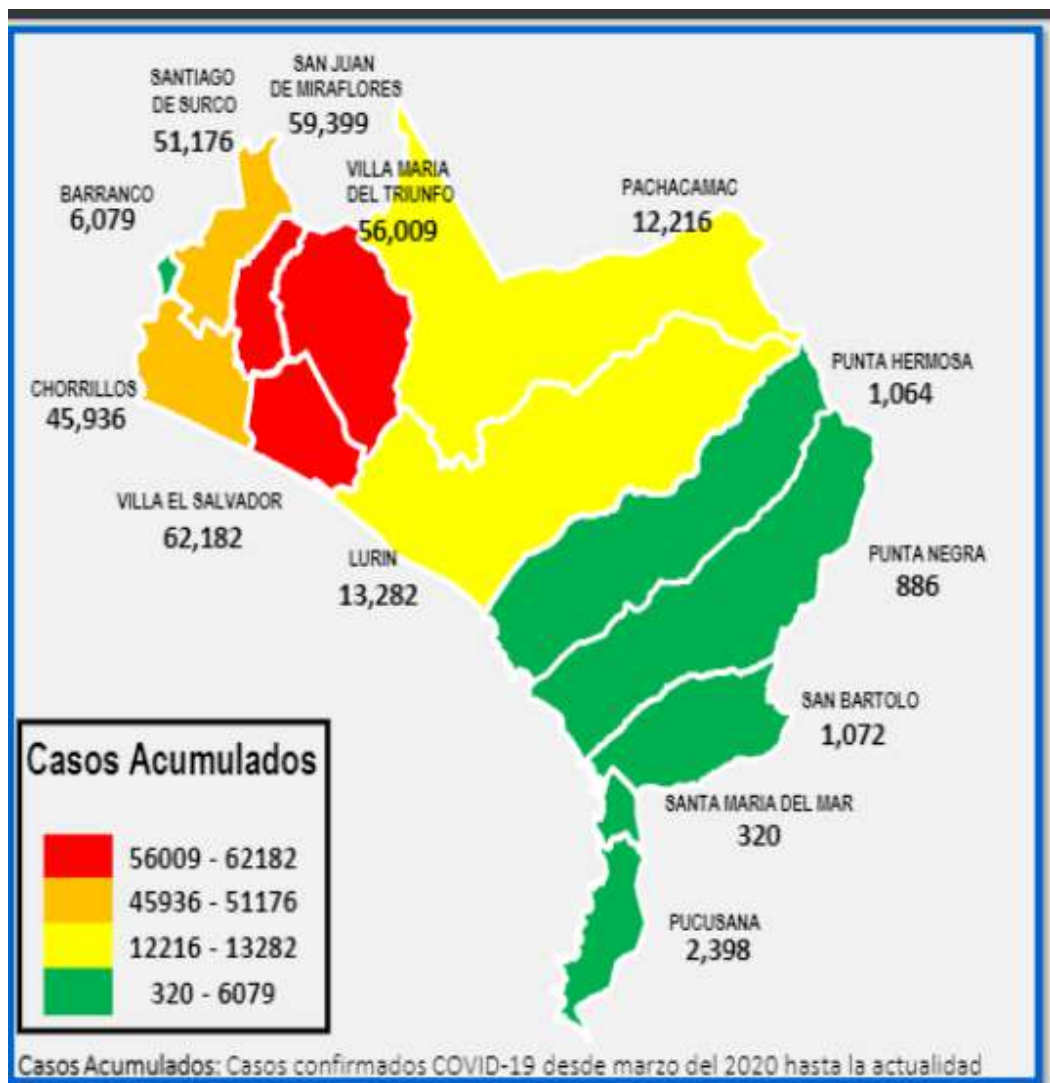 SANTIAGO
DE SURCO
51,176
SAN JUAN
DE MIRAFLORES
59,399
BARRANCO
6,079
VILLA MARIA
DEL TRIUNFO
56,009
PACHACAMAC
12,216
PUNTA HERMOSA
1,064
CHORRILLOS
45,936
VILLA EL SALVADOR
62,182
LURIN
13,282
PUNTA NEGRA
886
SAN BARTOLO
1,072
SANTA MARIA DEL MAR
320
PUCUSANA
2,398
Casos Acumulados
56009 - 62182
45936 - 51176
12216 - 13282
320 - 6079
Casos Acumulados: Casos confirmados COVID-19 desde marzo del 2020 hasta la actualidad